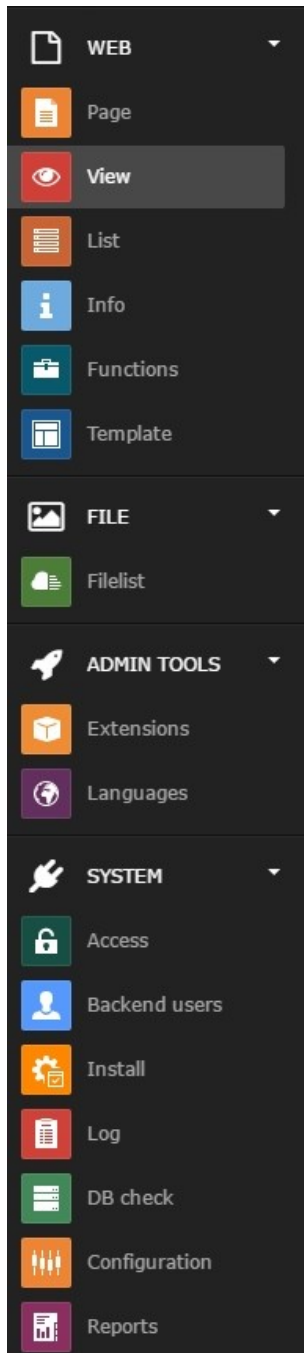 WEB
Page
View
List
Info
Functions
Template
FILE
Filelist
ADMIN TOOLS
Extensions
Languages
SYSTEM
Access
Backend users
Install
Log
DB check
Configuration
Reports